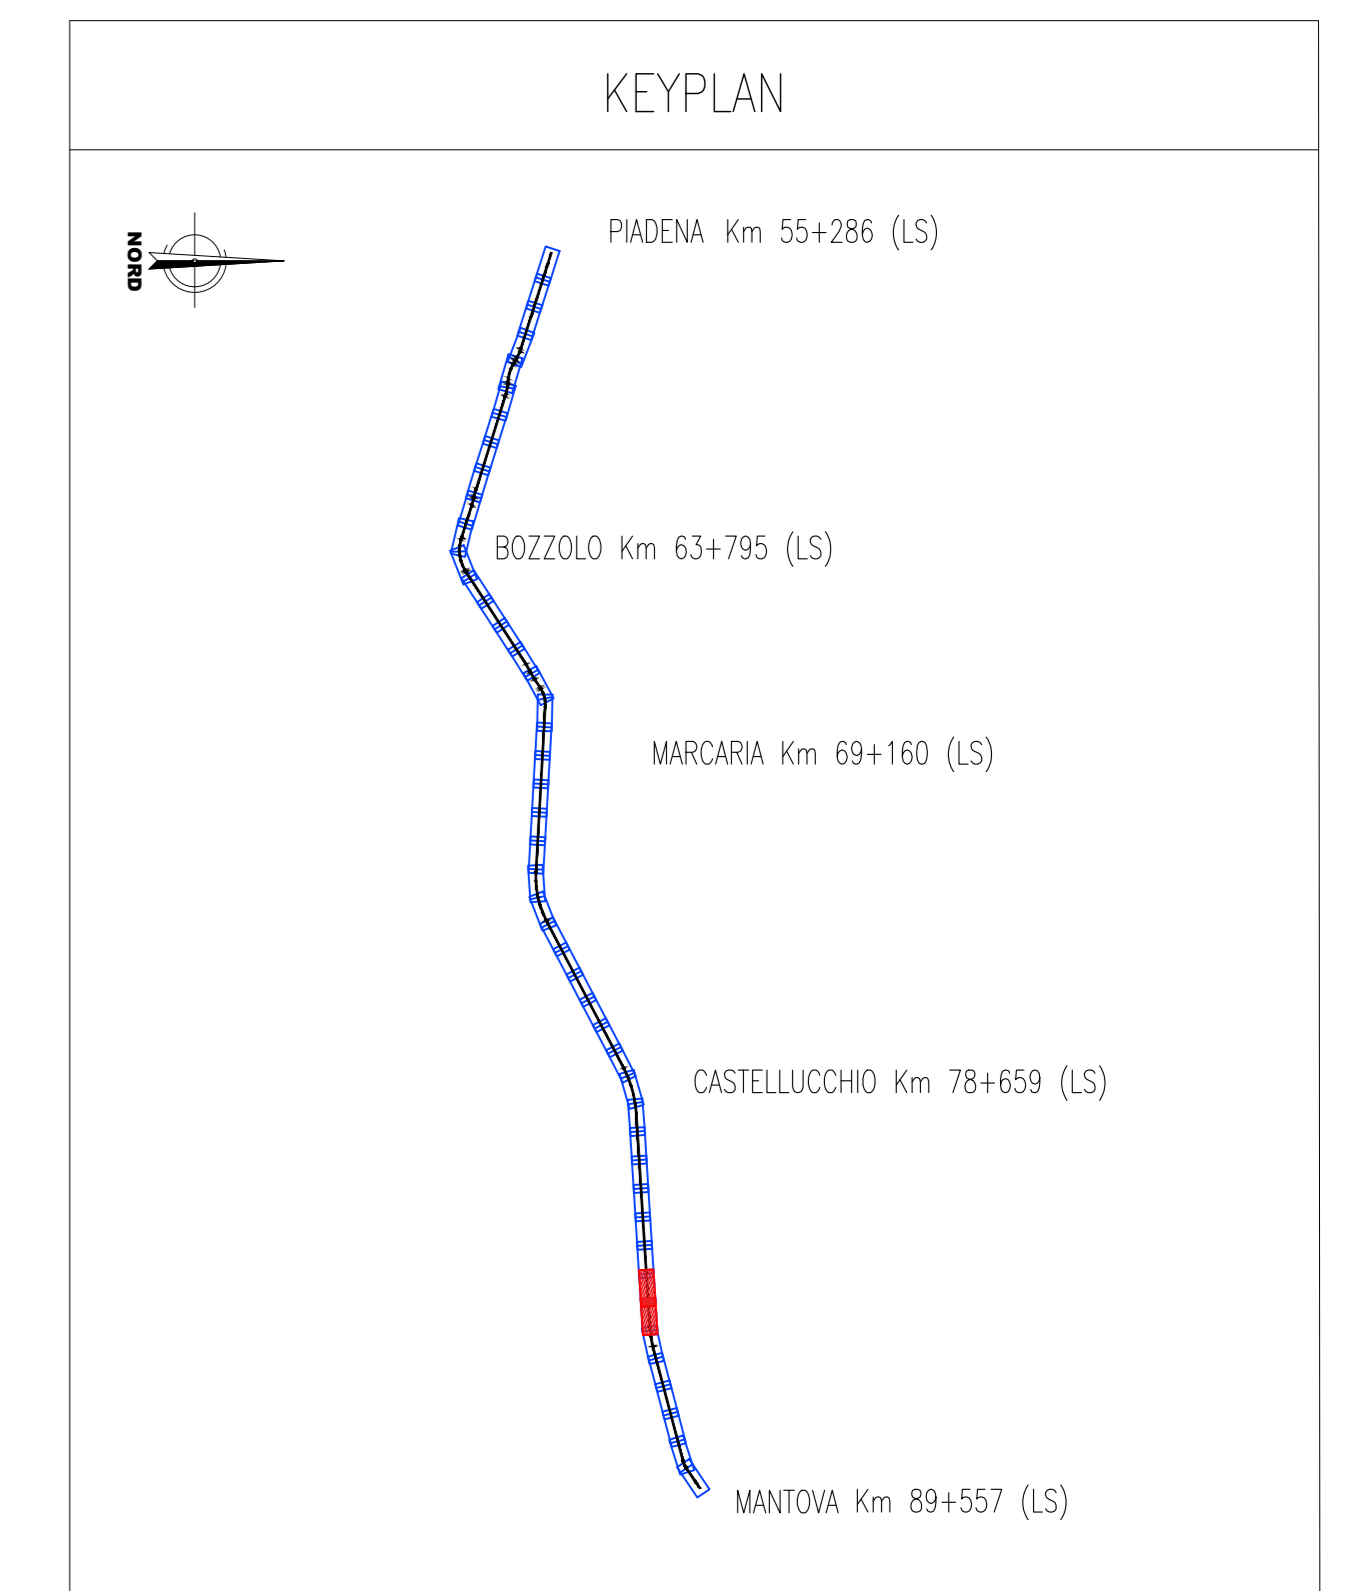 KEYPLAN
NORD
PIADENA Km 55+286 (LS)
BOZZOLO Km 63+795 (LS)
MARCARIA Km 69+160 (LS)
CASTELLUCCHIO Km 78+659 (LS)
MANTOVA Km 89+557 (LS)